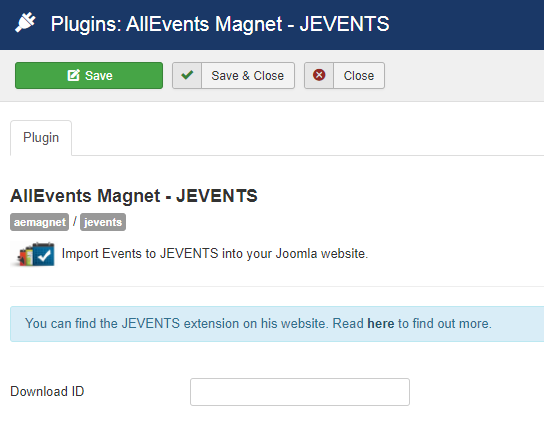 Plugins: AllEvents Magnet - JEVENTS
Save
Save & Close
Close
Plugin
AllEvents Magnet - JEVENTS
aemagnet / jevents
Import Events to JEVENTS into your Joomla website.
You can find the JEVENTS extension on his website. Read here to find out more.
Download ID